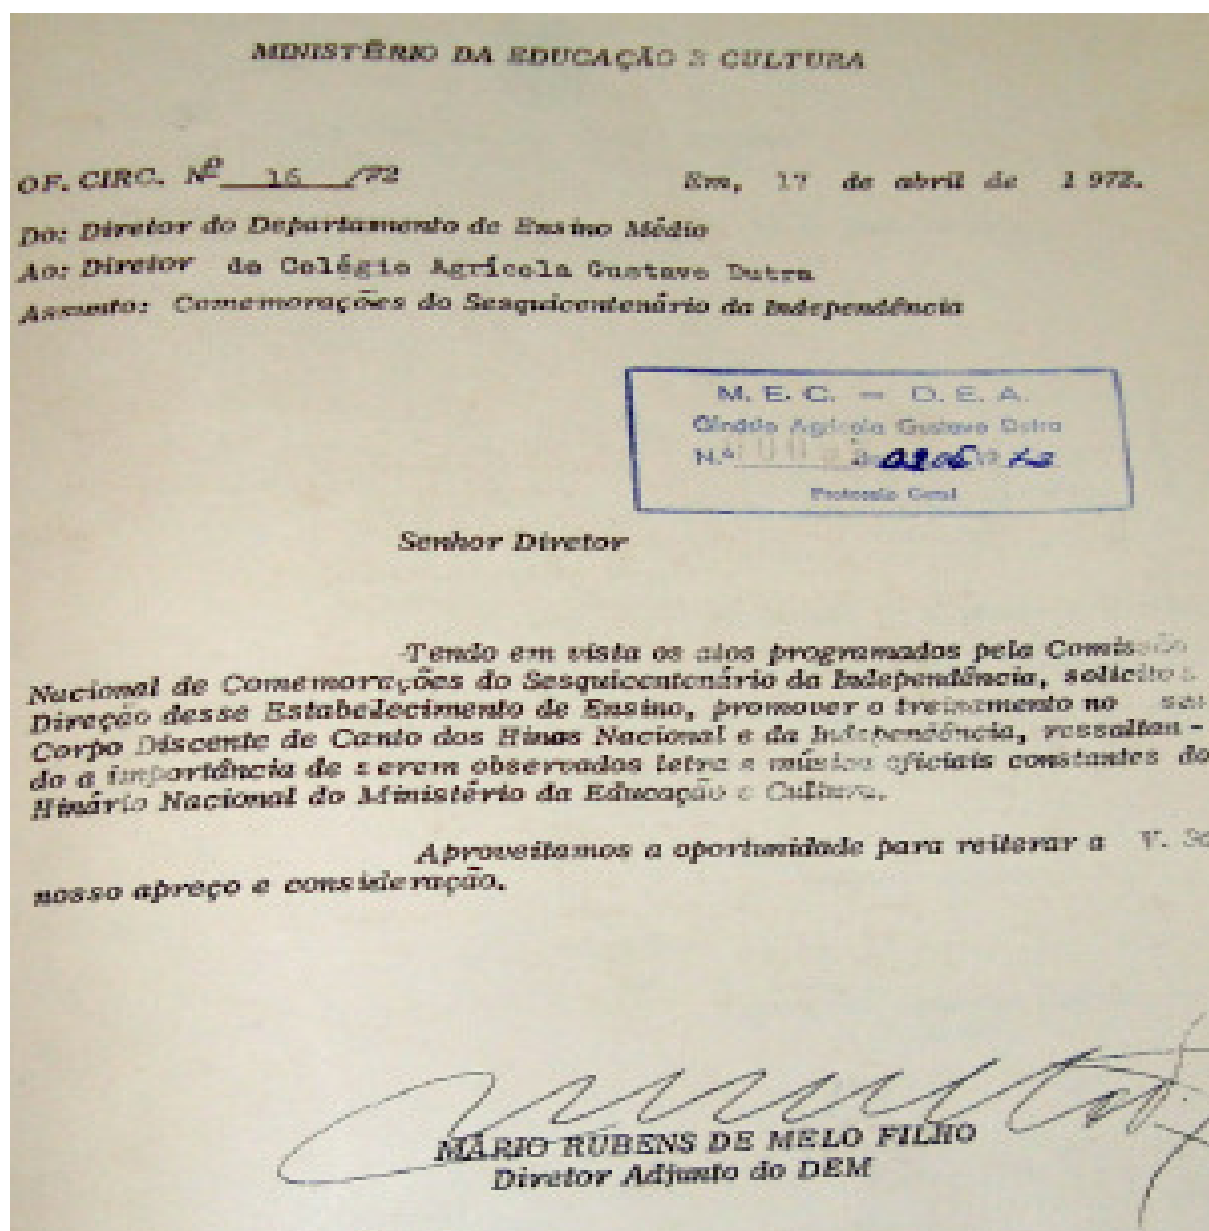 MINISTÉRIO DA EDUCAÇÃO E CULTURA
OF. CIRC. Nº 16 /72 Em, 17 de abril de 1 972.
Do: Diretor do Departamento de Ensino Médio
Ao: Diretor do Colégio Agrícola Gustavo Dutra
Assunto: Comemorações do Sesquicentenário da Independência
M. E. C. — D. E. A.
Ginásio Agrícola Gustavo Dutra
N.º
Protocolo Geral
Senhor Diretor
Tendo em vista os atos programados pela Comissão
Nacional de Comemorações do Sesquicentenário da Independência, solicito
Direção desse Estabelecimento de Ensino, promover o treinamento no seu
Corpo Discente de Canto dos Hinos Nacional e da Independência, ressaltan-
do a importância de serem observados letra e música oficiais constantes do
Hinário Nacional do Ministério da Educação e Cultura.
Aproveitamos a oportunidade para reiterar a V.
nosso apreço e consideração.
MÁRIO RUBENS DE MELO FILHO
Diretor Adjunto do DEM